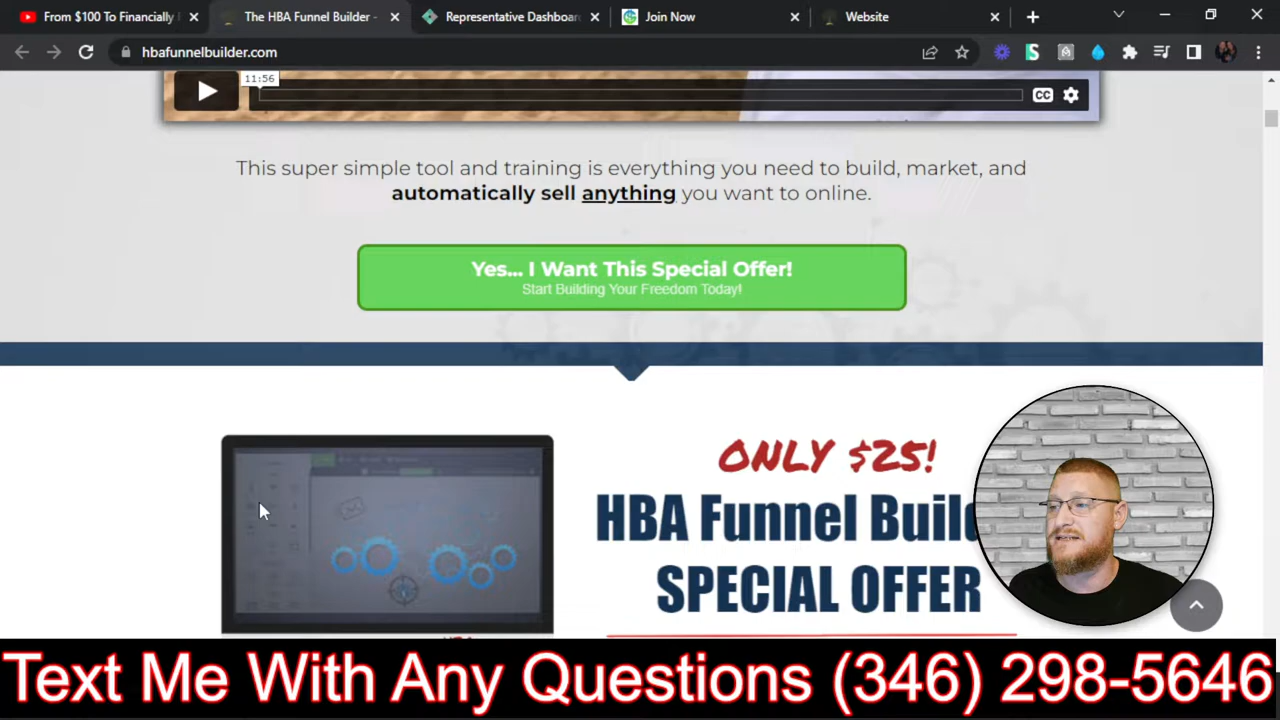 From $100 To Financially
The HBA Funnel Builder -
Representative Dashboar
Join Now
Website
hbafunnelbuilder.com
11:56
CC
This super simple tool and training is everything you need to build, market, and
automatically sell anything you want to online.
Yes... I Want This Special Offer!
Start Building Your Freedom Today!
ONLY $25!
HBA Funnel Build
SPECIAL OFFER
Text Me With Any Questions (346) 298-5646